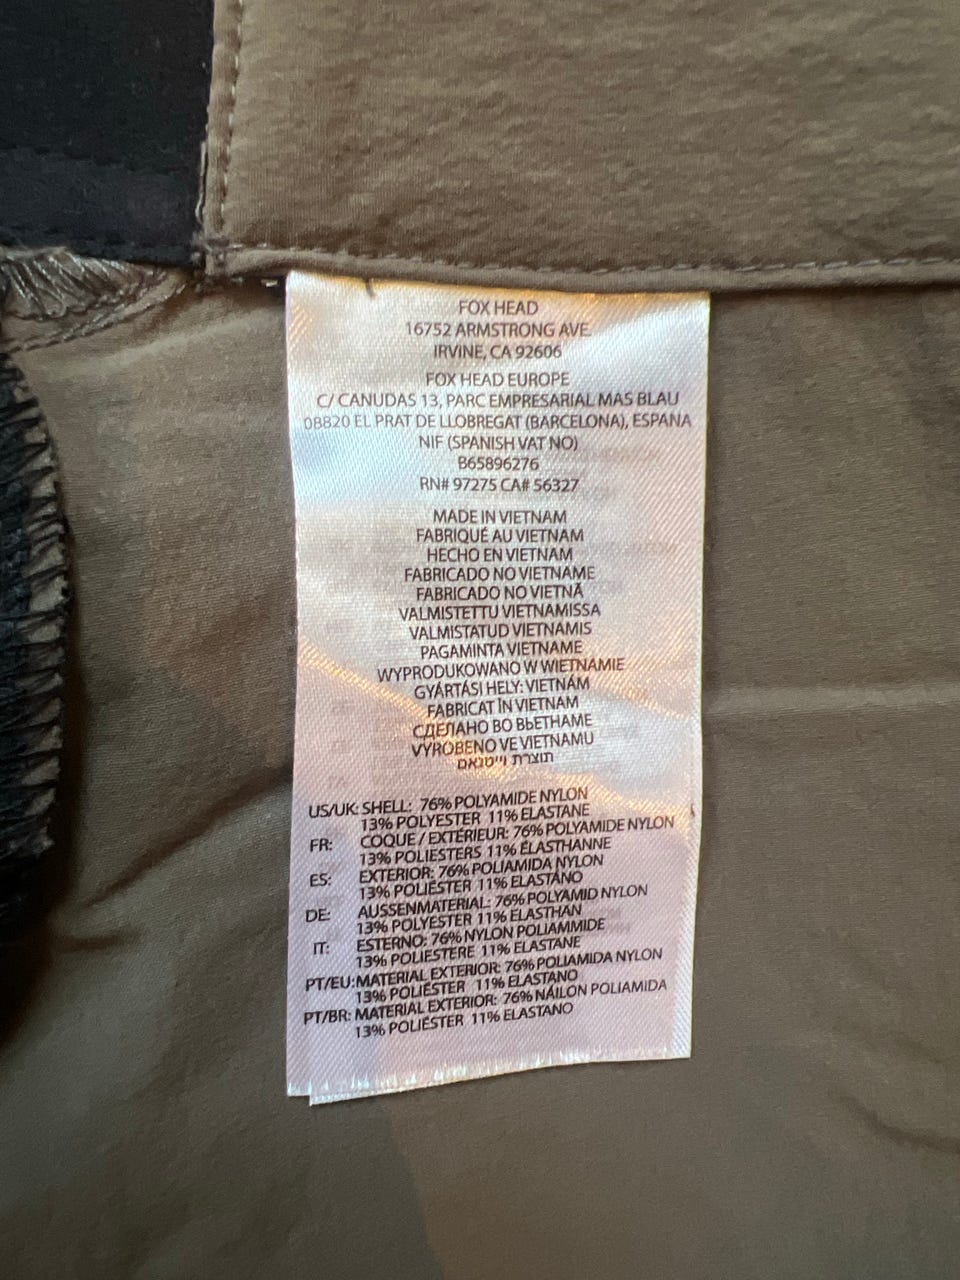 FOX HEAD
16752 ARMSTRONG AVE.
IRVINE, CA 92606
FOX HEAD EUROPE
C/ CANUDAS 13, PARC EMPRESARIAL MAS BLAU
08820 EL PRAT DE LLOBREGAT (BARCELONA), ESPANA
NIF (SPANISH VAT NO)
B65896276
RN# 97275 CA# 56327
MADE IN VIETNAM
FABRIQUÉ AU VIETNAM
HECHO EN VIETNAM
FABRICADO NO VIETNAME
FABRICADO NO VIETNÃ
VALMISTETTU VIETNAMISSA
VALMISTATUD VIETNAMIS
PAGAMINTA VIETNAME
WYPRODUKOWANO W WIETNAMIE
GYÁRTÁSI HELY: VIETNÁM
FABRICAT ÎN VIETNAM
СДЕЛАНО ВО ВЬЕТНАМЕ
VYROBENO VE VIETNAMU
תוצרת וייטנאם
US/UK: SHELL: 76% POLYAMIDE NYLON
13% POLYESTER 11% ELASTANE
FR: COQUE / EXTÉRIEUR: 76% POLYAMIDE NYLON
13% POLIESTERS 11% ÉLASTHANNE
ES: EXTERIOR: 76% POLIAMIDA NYLON
13% POLIÉSTER 11% ELASTANO
DE: AUSSENMATERIAL: 76% POLYAMID NYLON
13% POLYESTER 11% ELASTHAN
IT: ESTERNO: 76% NYLON POLIAMMIDE
13% POLIESTERE 11% ELASTANE
PT/EU: MATERIAL EXTERIOR: 76% POLIAMIDA NYLON
13% POLIÉSTER 11% ELASTANO
PT/BR: MATERIAL EXTERIOR: 76% NÁILON POLIAMIDA
13% POLIÉSTER 11% ELASTANO